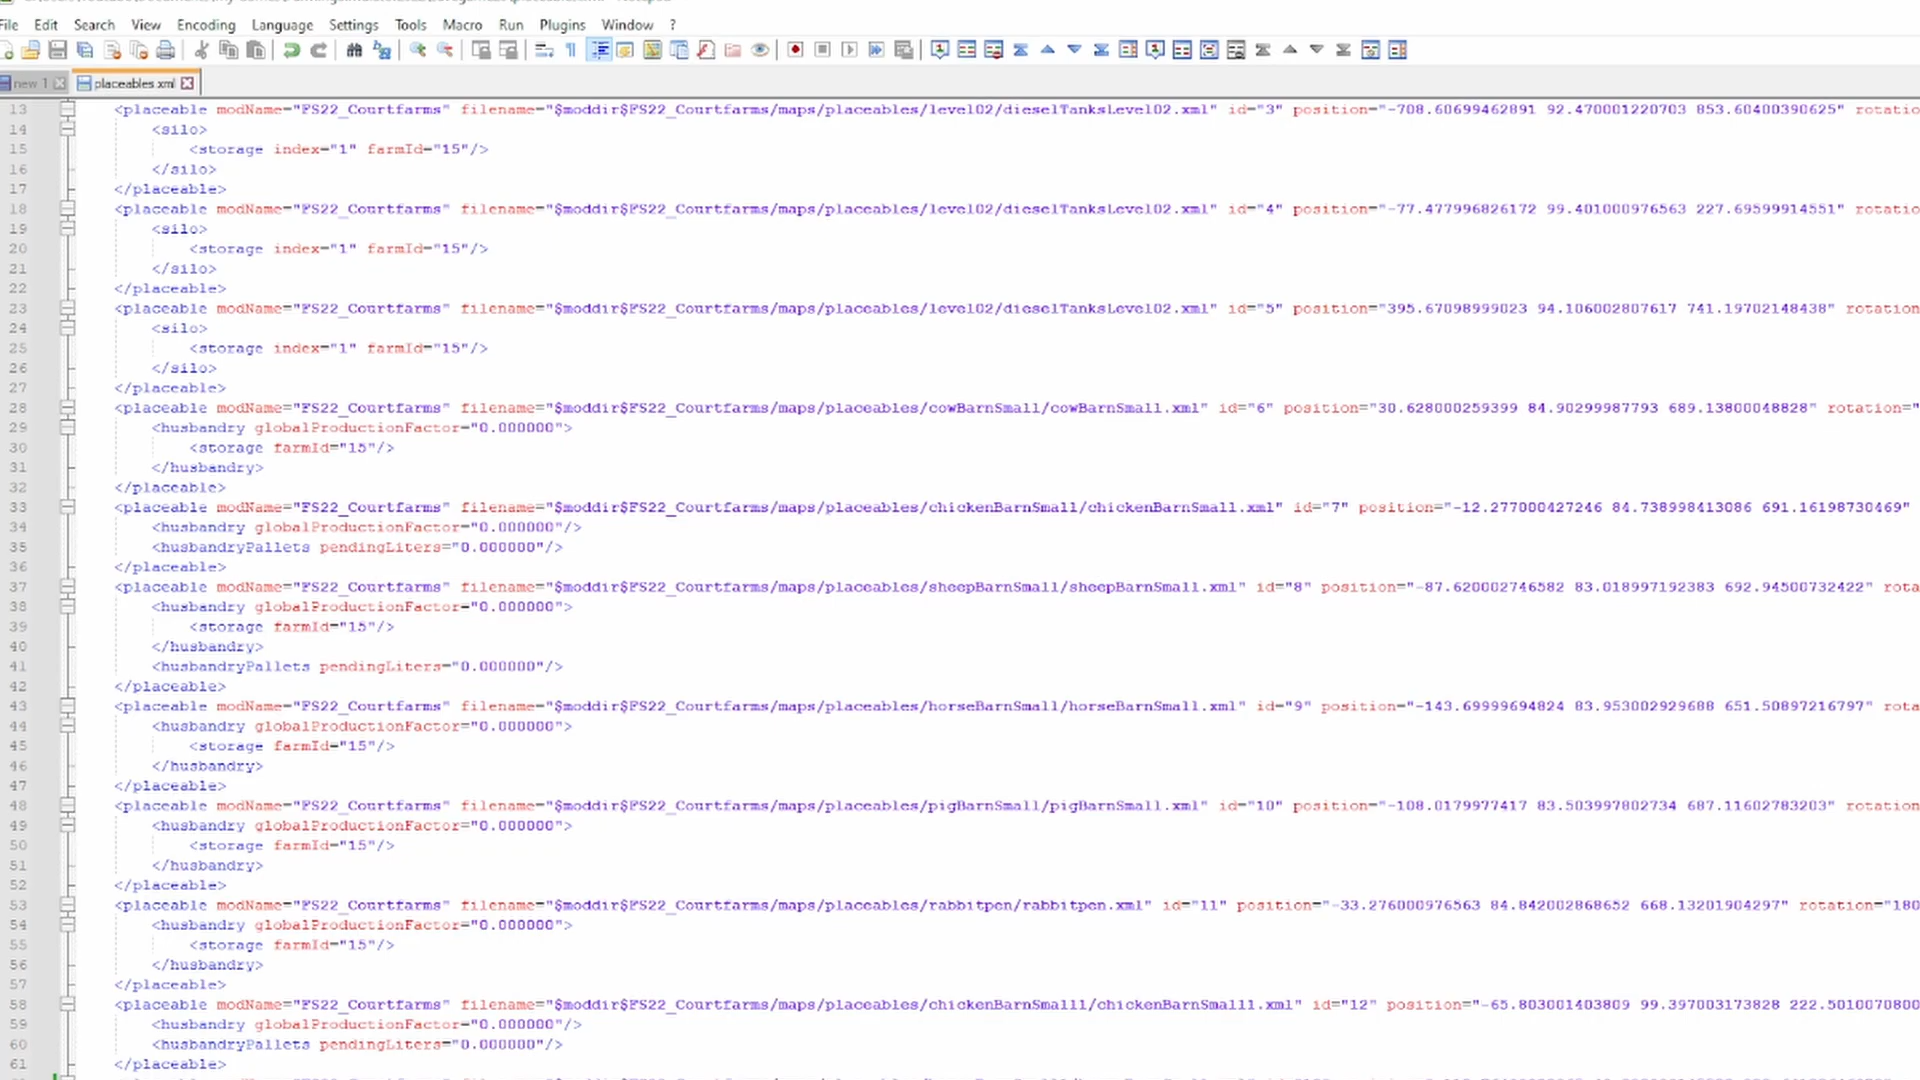 File Edit Search View Encoding Language Settings Tools Macro Run Plugins Window ?
new 1 placeables.xml
13 <placeable modName="FS22_Courtfarms" filename="$moddir$FS22_Courtfarms/maps/placeables/level02/dieselTanksLevel02.xml" id="3" position="-708.60699462891 92.470001220703 853.60400390625" rotatio
14 <silo>
15 <storage index="1" farmId="15"/>
16 </silo>
17 </placeable>
18 <placeable modName="FS22_Courtfarms" filename="$moddir$FS22_Courtfarms/maps/placeables/level02/dieselTanksLevel02.xml" id="4" position="-77.477996826172 99.401000976563 227.69599914551" rotatio
19 <silo>
20 <storage index="1" farmId="15"/>
21 </silo>
22 </placeable>
23 <placeable modName="FS22_Courtfarms" filename="$moddir$FS22_Courtfarms/maps/placeables/level02/dieselTanksLevel02.xml" id="5" position="395.67098999023 94.106002807617 741.19702148438" rotation
24 <silo>
25 <storage index="1" farmId="15"/>
26 </silo>
27 </placeable>
28 <placeable modName="FS22_Courtfarms" filename="$moddir$FS22_Courtfarms/maps/placeables/cowBarnSmall/cowBarnSmall.xml" id="6" position="30.628000259399 84.90299987793 689.13800048828" rotation="
29 <husbandry globalProductionFactor="0.000000">
30 <storage farmId="15"/>
31 </husbandry>
32 </placeable>
33 <placeable modName="FS22_Courtfarms" filename="$moddir$FS22_Courtfarms/maps/placeables/chickenBarnSmall/chickenBarnSmall.xml" id="7" position="-12.277000427246 84.738998413086 691.16198730469"
34 <husbandry globalProductionFactor="0.000000"/>
35 <husbandryPallets pendingLiters="0.000000"/>
36 </placeable>
37 <placeable modName="FS22_Courtfarms" filename="$moddir$FS22_Courtfarms/maps/placeables/sheepBarnSmall/sheepBarnSmall.xml" id="8" position="-87.620002746582 83.018997192383 692.94500732422" rota
38 <husbandry globalProductionFactor="0.000000">
39 <storage farmId="15"/>
40 </husbandry>
41 <husbandryPallets pendingLiters="0.000000"/>
42 </placeable>
43 <placeable modName="FS22_Courtfarms" filename="$moddir$FS22_Courtfarms/maps/placeables/horseBarnSmall/horseBarnSmall.xml" id="9" position="-143.69999694824 83.953002929688 651.50897216797" rota
44 <husbandry globalProductionFactor="0.000000">
45 <storage farmId="15"/>
46 </husbandry>
47 </placeable>
48 <placeable modName="FS22_Courtfarms" filename="$moddir$FS22_Courtfarms/maps/placeables/pigBarnSmall/pigBarnSmall.xml" id="10" position="-108.0179977417 83.503997802734 687.11602783203" rotation
49 <husbandry globalProductionFactor="0.000000">
50 <storage farmId="15"/>
51 </husbandry>
52 </placeable>
53 <placeable modName="FS22_Courtfarms" filename="$moddir$FS22_Courtfarms/maps/placeables/rabbitpen/rabbitpen.xml" id="11" position="-33.276000976563 84.842002868652 668.13201904297" rotation="180
54 <husbandry globalProductionFactor="0.000000">
55 <storage farmId="15"/>
56 </husbandry>
57 </placeable>
58 <placeable modName="FS22_Courtfarms" filename="$moddir$FS22_Courtfarms/maps/placeables/chickenBarnSmall1/chickenBarnSmall1.xml" id="12" position="-65.803001403809 99.397003173828 222.5010070800
59 <husbandry globalProductionFactor="0.000000"/>
60 <husbandryPallets pendingLiters="0.000000"/>
61 </placeable>